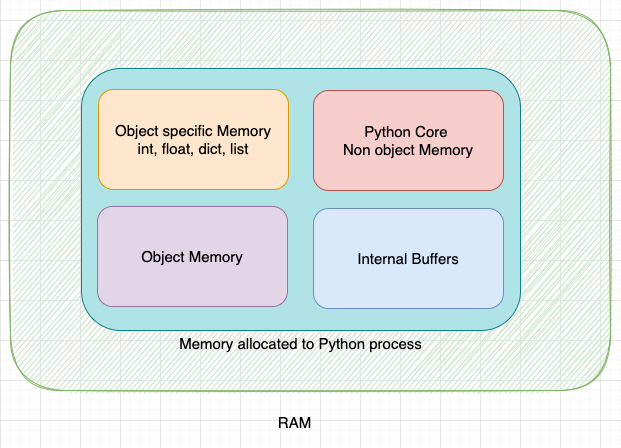 Object specific Memory
int, float, dict, list
Python Core
Non object Memory
Object Memory
Internal Buffers
Memory allocated to Python process
RAM